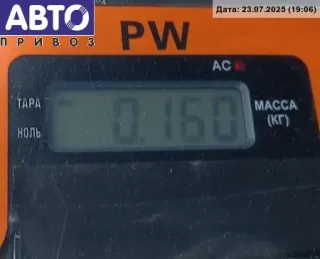 АВТО
ПРИВОЗ
Дата: 23.07.2025 (19:06)
PW
AC
ТАРА
0.160
МАССА
(КГ)
НОЛЬ